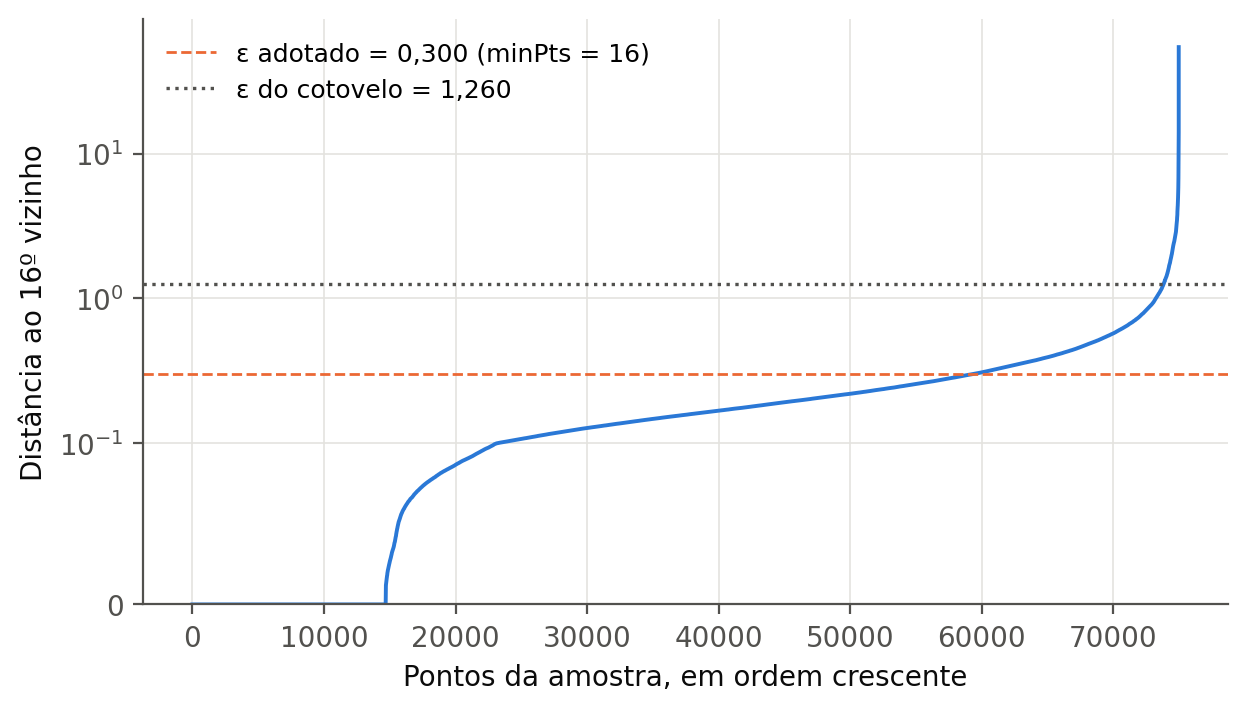 ε adotado = 0,300 (minPts = 16)
ε do cotovelo = 1,260
Distância ao 16º vizinho
10¹
10⁰
10⁻¹
0
0 10000 20000 30000 40000 50000 60000 70000
Pontos da amostra, em ordem crescente